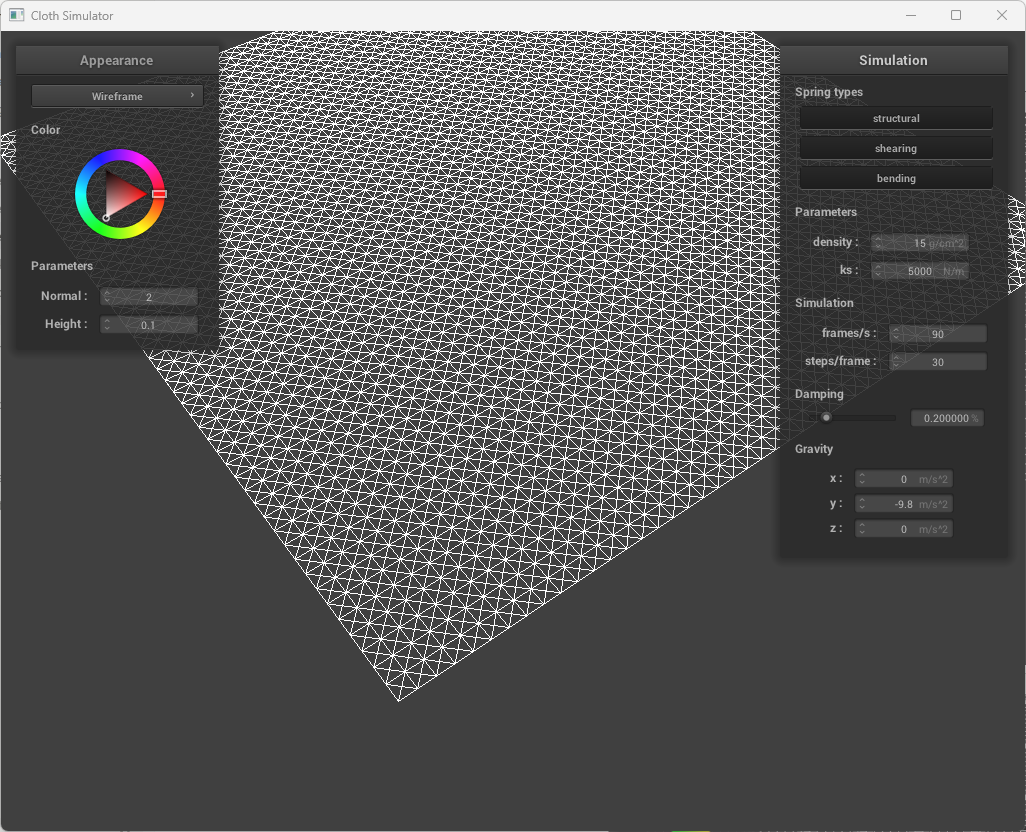 Cloth Simulator
Appearance
Wireframe
Color
Parameters
Normal : 2
Height : 0.1
Simulation
Spring types
structural
shearing
bending
Parameters
density : 15 g/cm^2
ks : 5000 N/m
Simulation
frames/s : 90
steps/frame : 30
Damping
0.200000 %
Gravity
x : 0 m/s^2
y : -9.8 m/s^2
z : 0 m/s^2